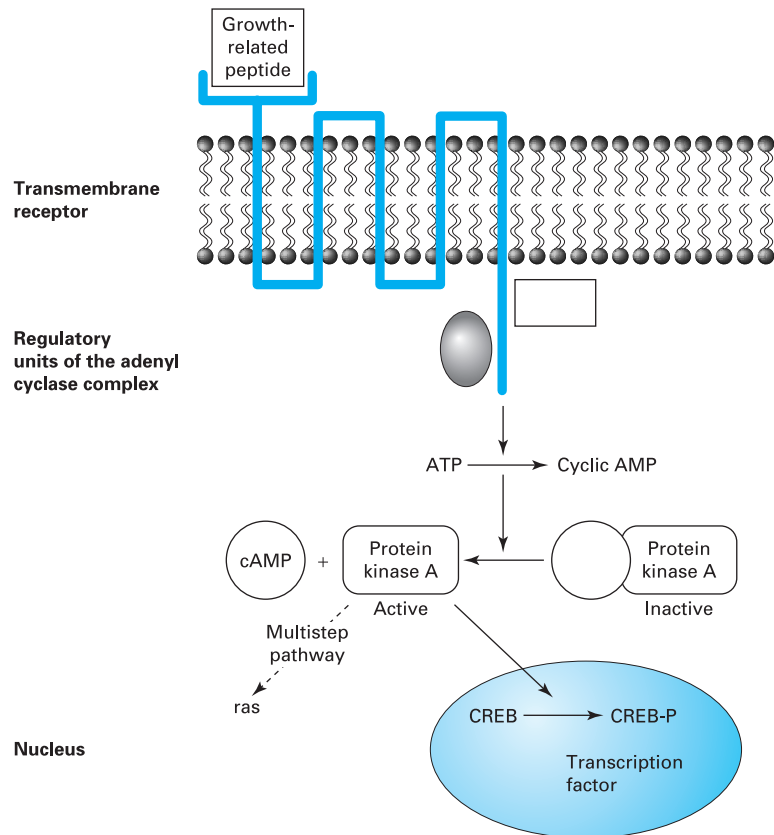 Growth-
related
peptide
Transmembrane
receptor
Regulatory
units of the adenyl
cyclase complex
ATP
Cyclic AMP
cAMP
+
Protein
kinase A
Active
Protein
kinase A
Inactive
Multistep
pathway
ras
CREB
CREB-P
Transcription
factor
Nucleus